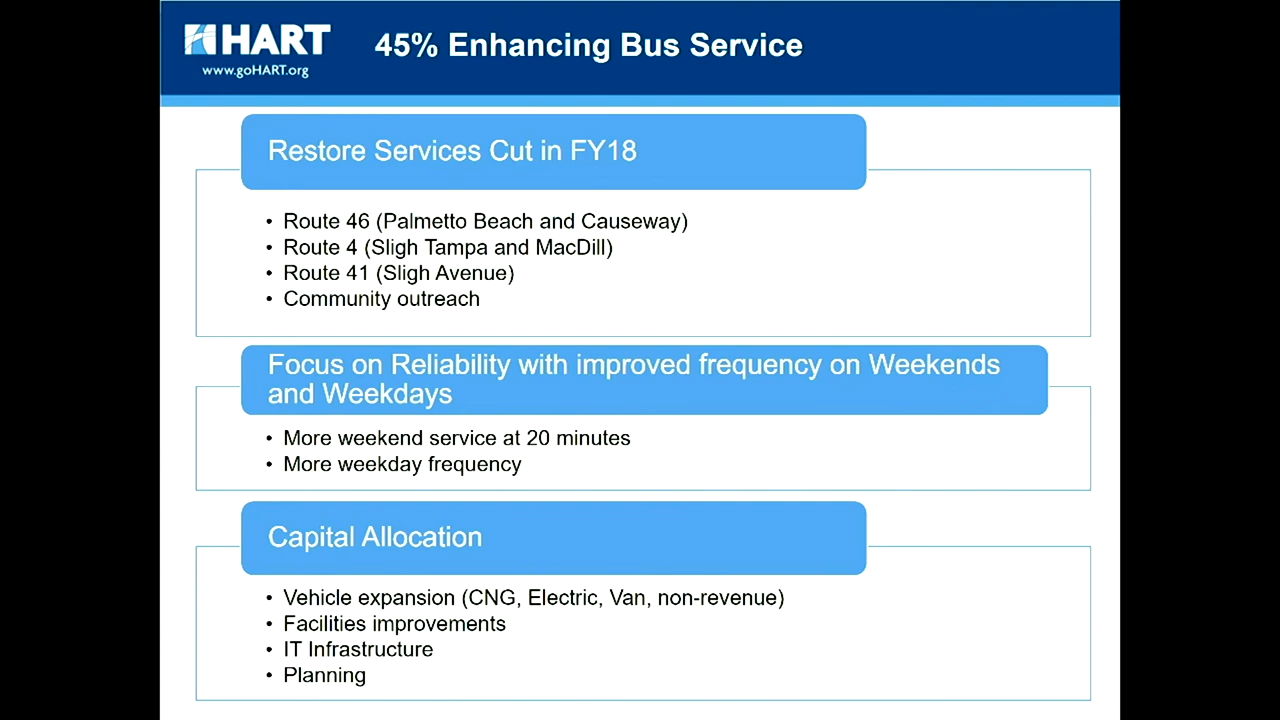 HART
www.goHART.org
45% Enhancing Bus Service
Restore Services Cut in FY18
• Route 46 (Palmetto Beach and Causeway)
• Route 4 (Sligh Tampa and MacDill)
• Route 41 (Sligh Avenue)
• Community outreach
Focus on Reliability with improved frequency on Weekends
and Weekdays
• More weekend service at 20 minutes
• More weekday frequency
Capital Allocation
• Vehicle expansion (CNG, Electric, Van, non-revenue)
• Facilities improvements
• IT Infrastructure
• Planning